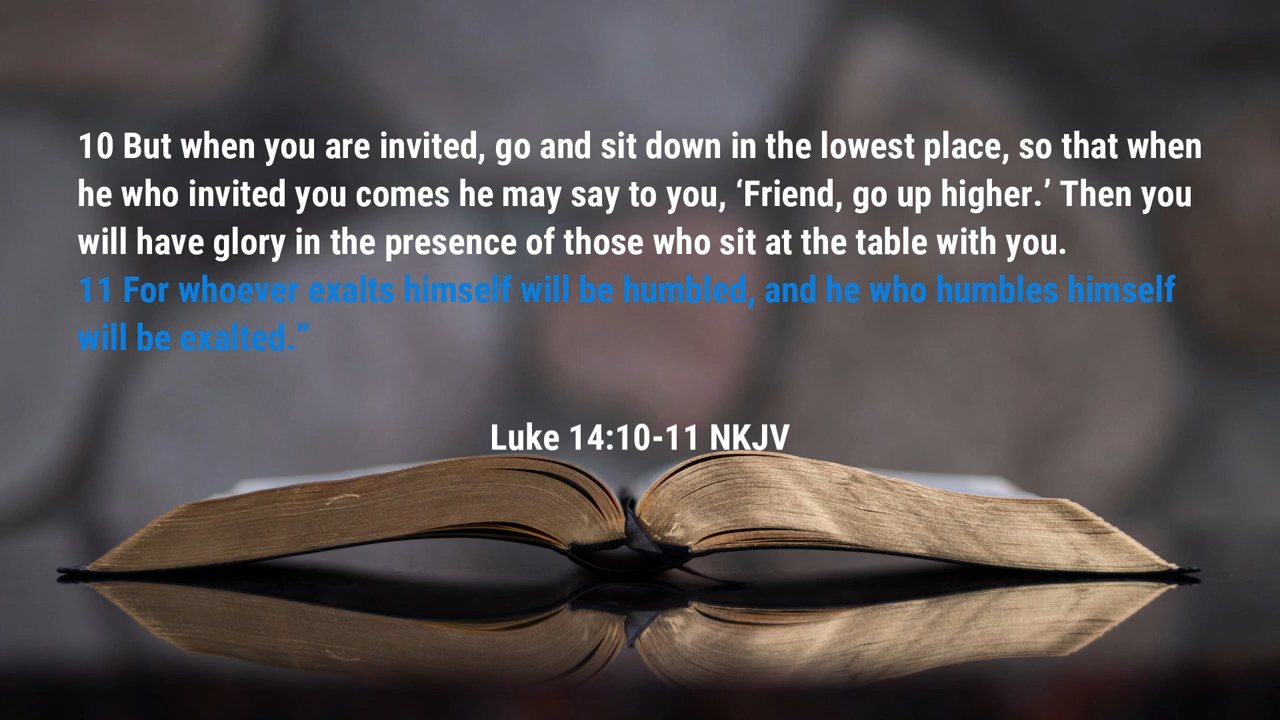 10 But when you are invited, go and sit down in the lowest place, so that when
he who invited you comes he may say to you, ‘Friend, go up higher.’ Then you
will have glory in the presence of those who sit at the table with you.
11 For whoever exalts himself will be humbled, and he who humbles himself
will be exalted.”
Luke 14:10-11 NKJV